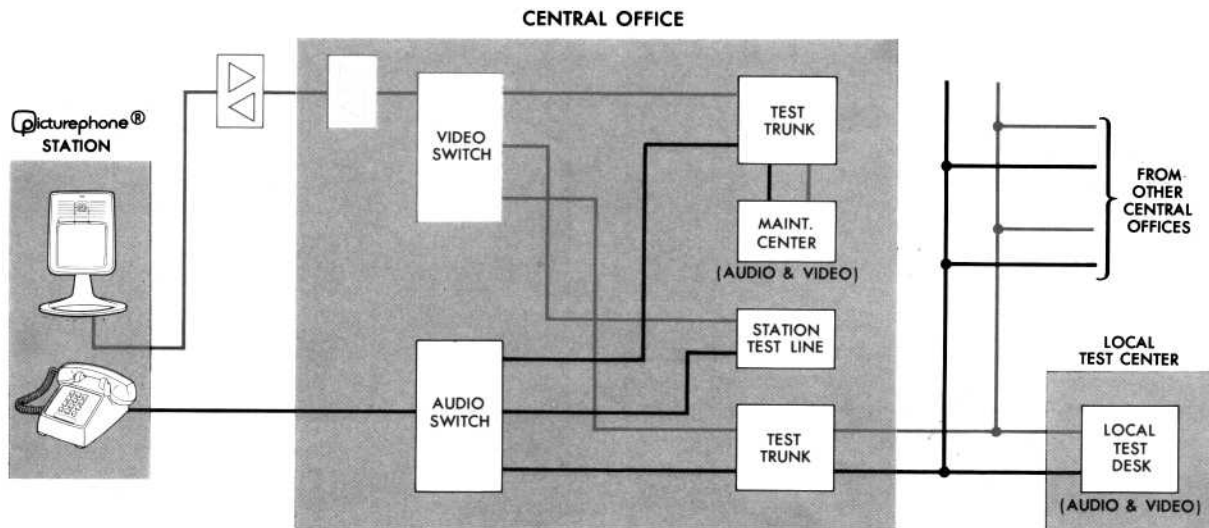 CENTRAL OFFICE
picturephone®
STATION
VIDEO
SWITCH
TEST
TRUNK
MAINT.
CENTER
(AUDIO & VIDEO)
FROM
OTHER
CENTRAL
OFFICES
STATION
TEST LINE
AUDIO
SWITCH
TEST
TRUNK
LOCAL
TEST CENTER
LOCAL
TEST
DESK
(AUDIO & VIDEO)